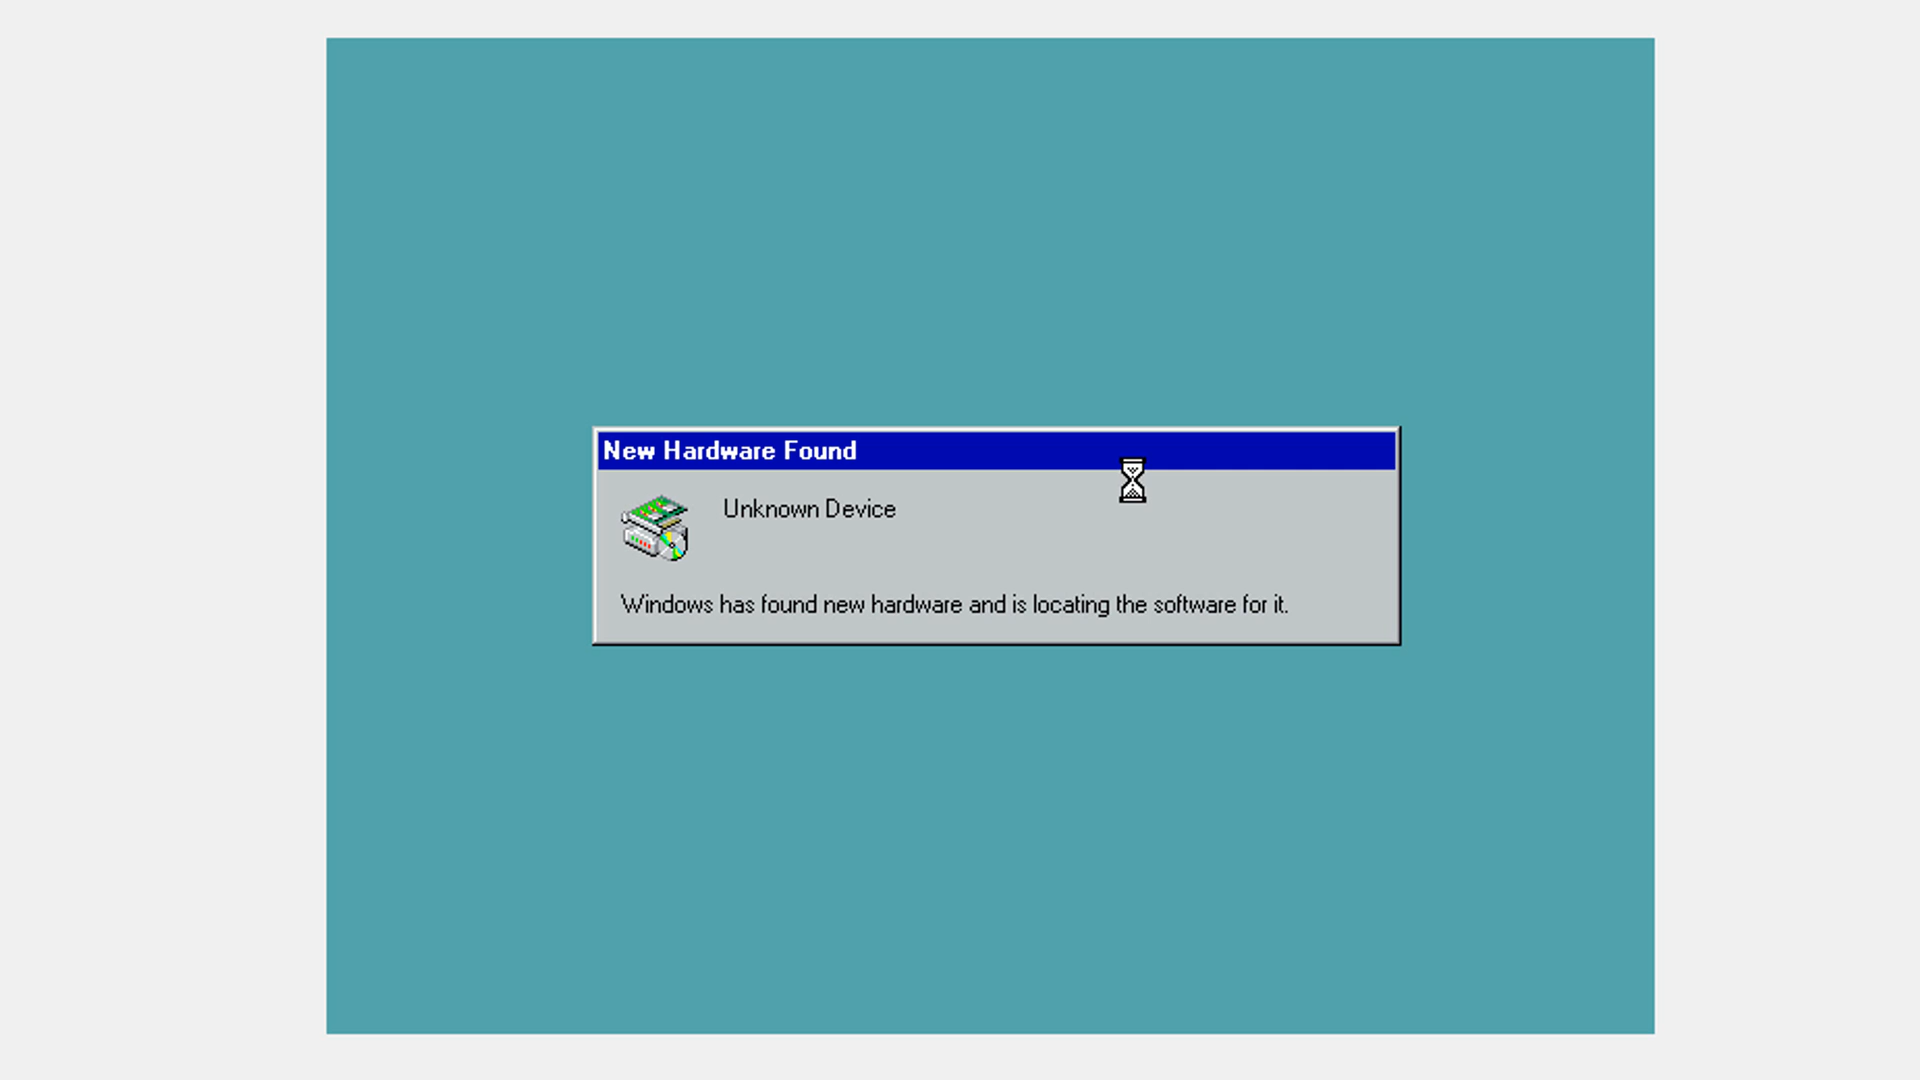 New Hardware Found
Unknown Device
Windows has found new hardware and is locating the software for it.